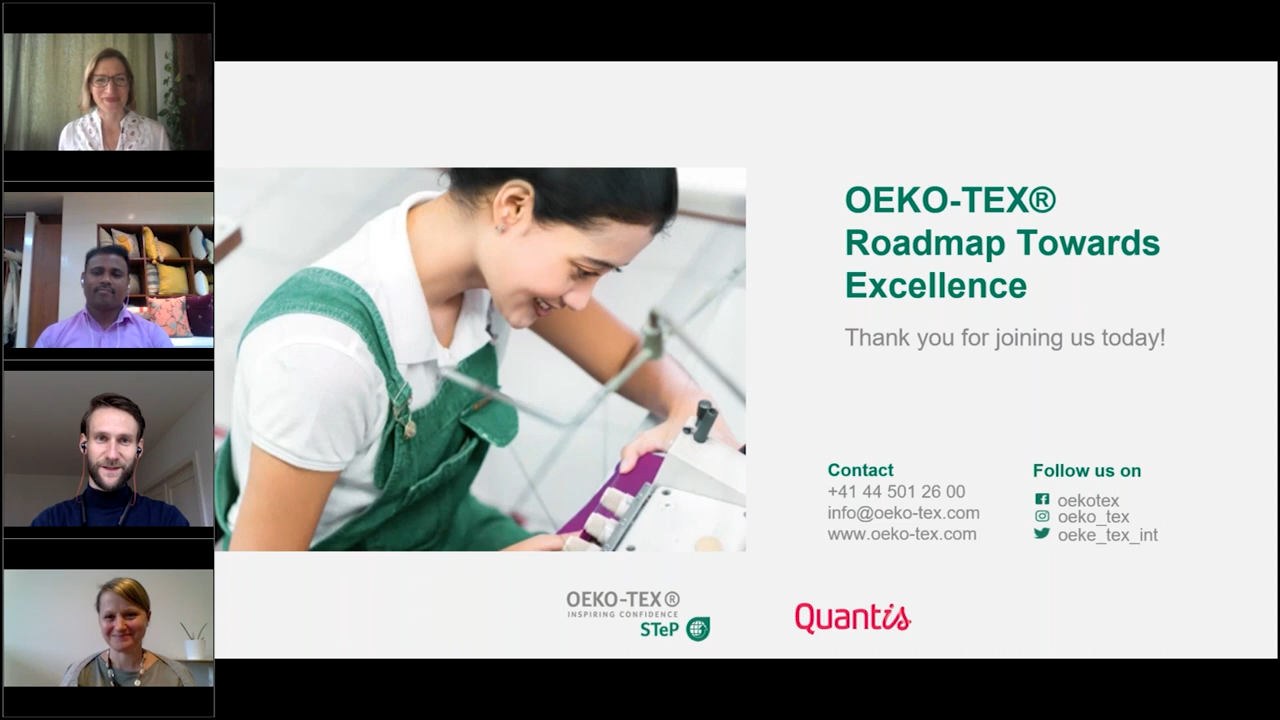 OEKO-TEX®
Roadmap Towards
Excellence
Thank you for joining us today!
Contact
+41 44 501 26 00
info@oeko-tex.com
www.oeko-tex.com
Follow us on
oekotex
oeko_tex
oeke_tex_int
OEKO-TEX®
INSPIRING CONFIDENCE
STeP
Quantis